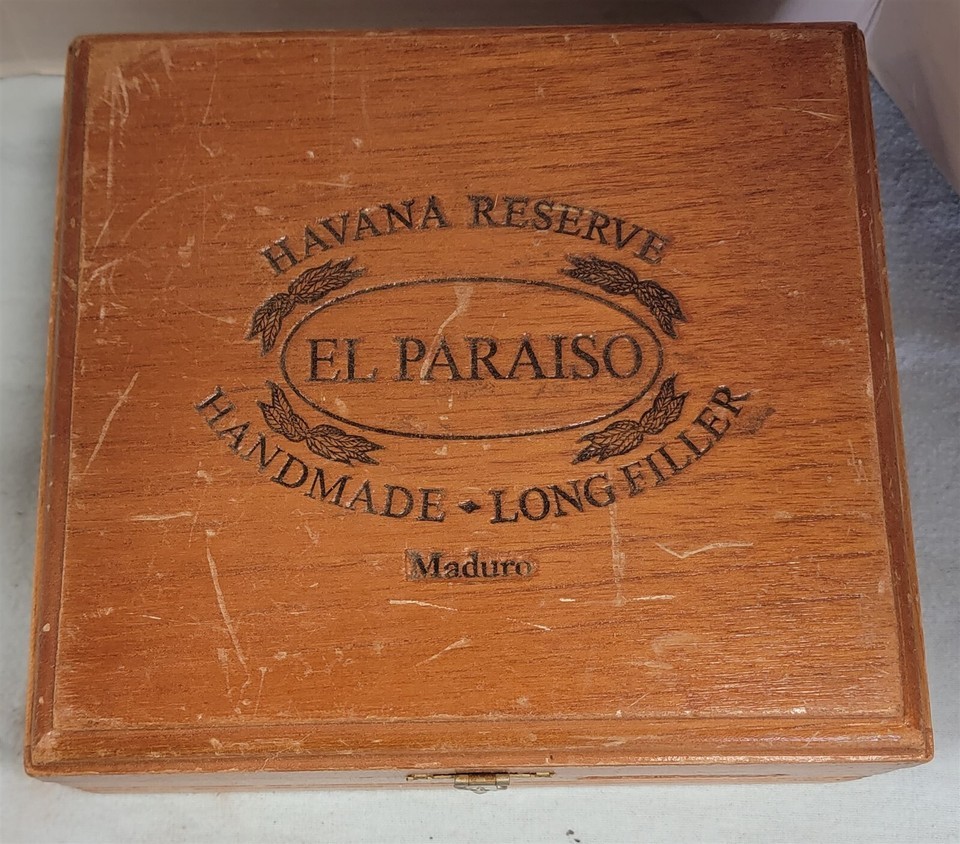 HAVANA RESERVE
EL PARAISO
HANDMADE ◆ LONG FILLER
Maduro